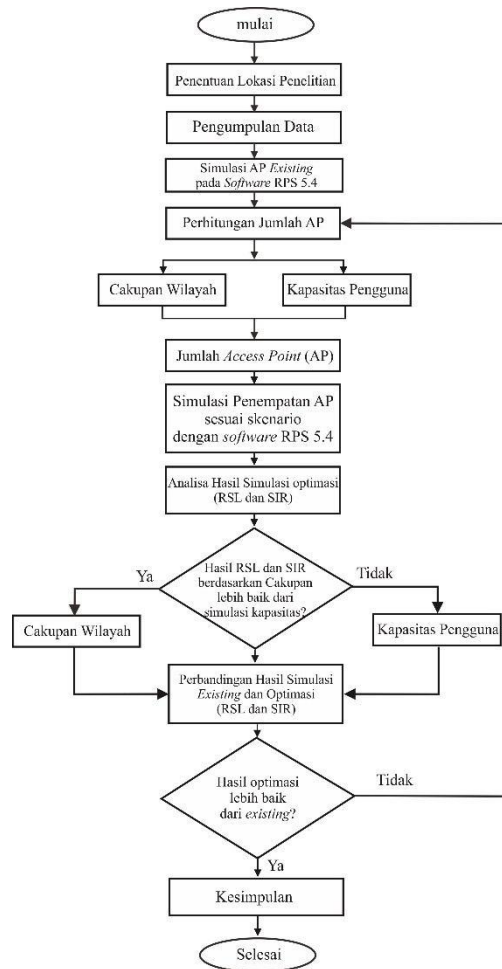 mulai
Penentuan Lokasi Penelitian
Pengumpulan Data
Simulasi AP Existing
pada Software RPS 5.4
Perhitungan Jumlah AP
Cakupan Wilayah
Kapasitas Pengguna
Jumlah Access Point (AP)
Simulasi Penempatan AP
sesuai skenario
dengan software RPS 5.4
Analisa Hasil Simulasi optimasi
(RSL dan SIR)
Ya
Hasil RSL dan SIR
berdasarkan Cakupan
lebih baik dari
simulasi kapasitas?
Tidak
Cakupan Wilayah
Kapasitas Pengguna
Perbandingan Hasil Simulasi
Existing dan Optimasi
(RSL dan SIR)
Hasil optimasi
lebih baik
dari existing?
Tidak
Ya
Kesimpulan
Selesai